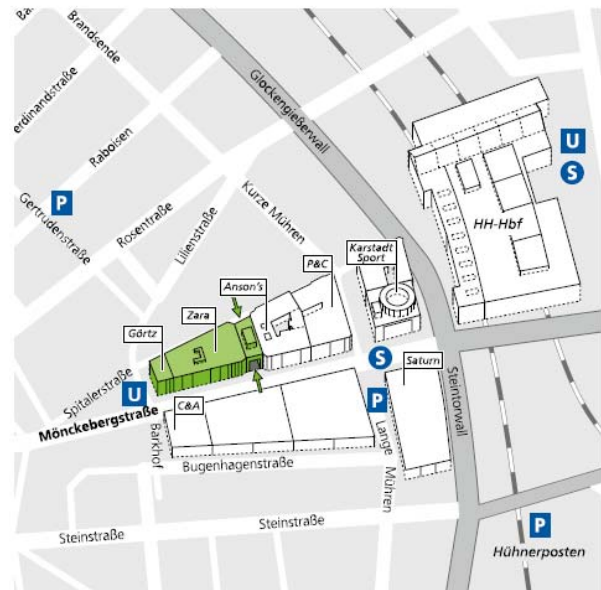 Brandsende
Glockengießerwall
Raboisen
U
S
HH-Hbf
P
Gertrudenstraße
Rosenstraße
Lilienstraße
Kurze Mühren
Karstadt
Sport
P&C
Anson's
Zara
Görtz
S
Saturn
Spitalerstraße
U
Mönckebergstraße
C&A
P
Steintorwall
Barkhof
Lange Mühren
Bugenhagenstraße
Steinstraße
Steinstraße
P
Hühnerposten